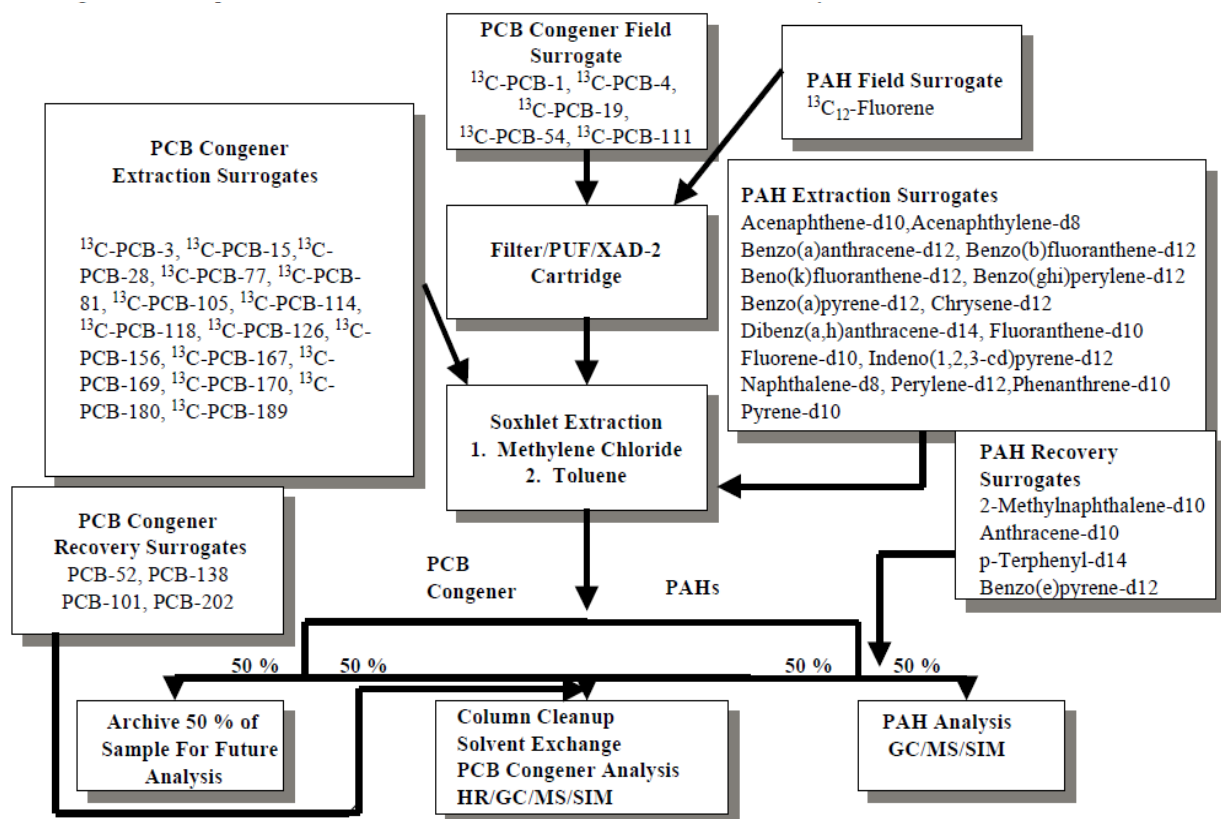 PCB Congener Field
Surrogate
¹³C-PCB-1, ¹³C-PCB-4,
¹³C-PCB-19,
¹³C-PCB-54, ¹³C-PCB-111
PAH Field Surrogate
¹³C₁₂-Fluorene
PCB Congener
Extraction Surrogates
¹³C-PCB-3, ¹³C-PCB-15,¹³C-
PCB-28, ¹³C-PCB-77, ¹³C-PCB-
81, ¹³C-PCB-105, ¹³C-PCB-114,
¹³C-PCB-118, ¹³C-PCB-126, ¹³C-
PCB-156, ¹³C-PCB-167, ¹³C-
PCB-169, ¹³C-PCB-170, ¹³C-
PCB-180, ¹³C-PCB-189
Filter/PUF/XAD-2
Cartridge
PAH Extraction Surrogates
Acenaphthene-d10,Acenaphthylene-d8
Benzo(a)anthracene-d12, Benzo(b)fluoranthene-d12
Beno(k)fluoranthene-d12, Benzo(ghi)perylene-d12
Benzo(a)pyrene-d12, Chrysene-d12
Dibenz(a,h)anthracene-d14, Fluoranthene-d10
Fluorene-d10, Indeno(1,2,3-cd)pyrene-d12
Naphthalene-d8, Perylene-d12,Phenanthrene-d10
Pyrene-d10
Soxhlet Extraction
1. Methylene Chloride
2. Toluene
PAH Recovery
Surrogates
2-Methylnaphthalene-d10
Anthracene-d10
p-Terphenyl-d14
Benzo(e)pyrene-d12
PCB Congener
Recovery Surrogates
PCB-52, PCB-138
PCB-101, PCB-202
PCB
Congener
PAHs
50 % 50 % 50 % 50 %
Archive 50 % of
Sample For Future
Analysis
Column Cleanup
Solvent Exchange
PCB Congener Analysis
HR/GC/MS/SIM
PAH Analysis
GC/MS/SIM